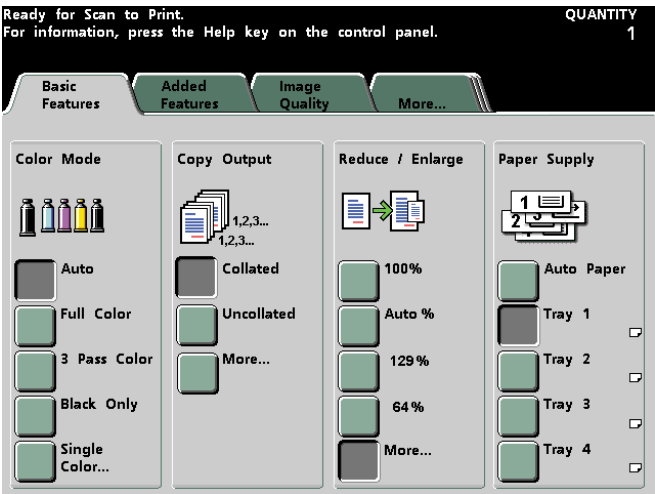 Ready for Scan to Print.
For information, press the Help key on the control panel.
QUANTITY
1
Basic
Features
Added
Features
Image
Quality
More...
Color Mode
Auto
Full Color
3 Pass Color
Black Only
Single
Color...
Copy Output
1,2,3...
1,2,3...
Collated
Uncollated
More...
Reduce / Enlarge
100%
Auto %
129%
64%
More...
Paper Supply
1
2
3
Auto Paper
Tray 1
Tray 2
Tray 3
Tray 4